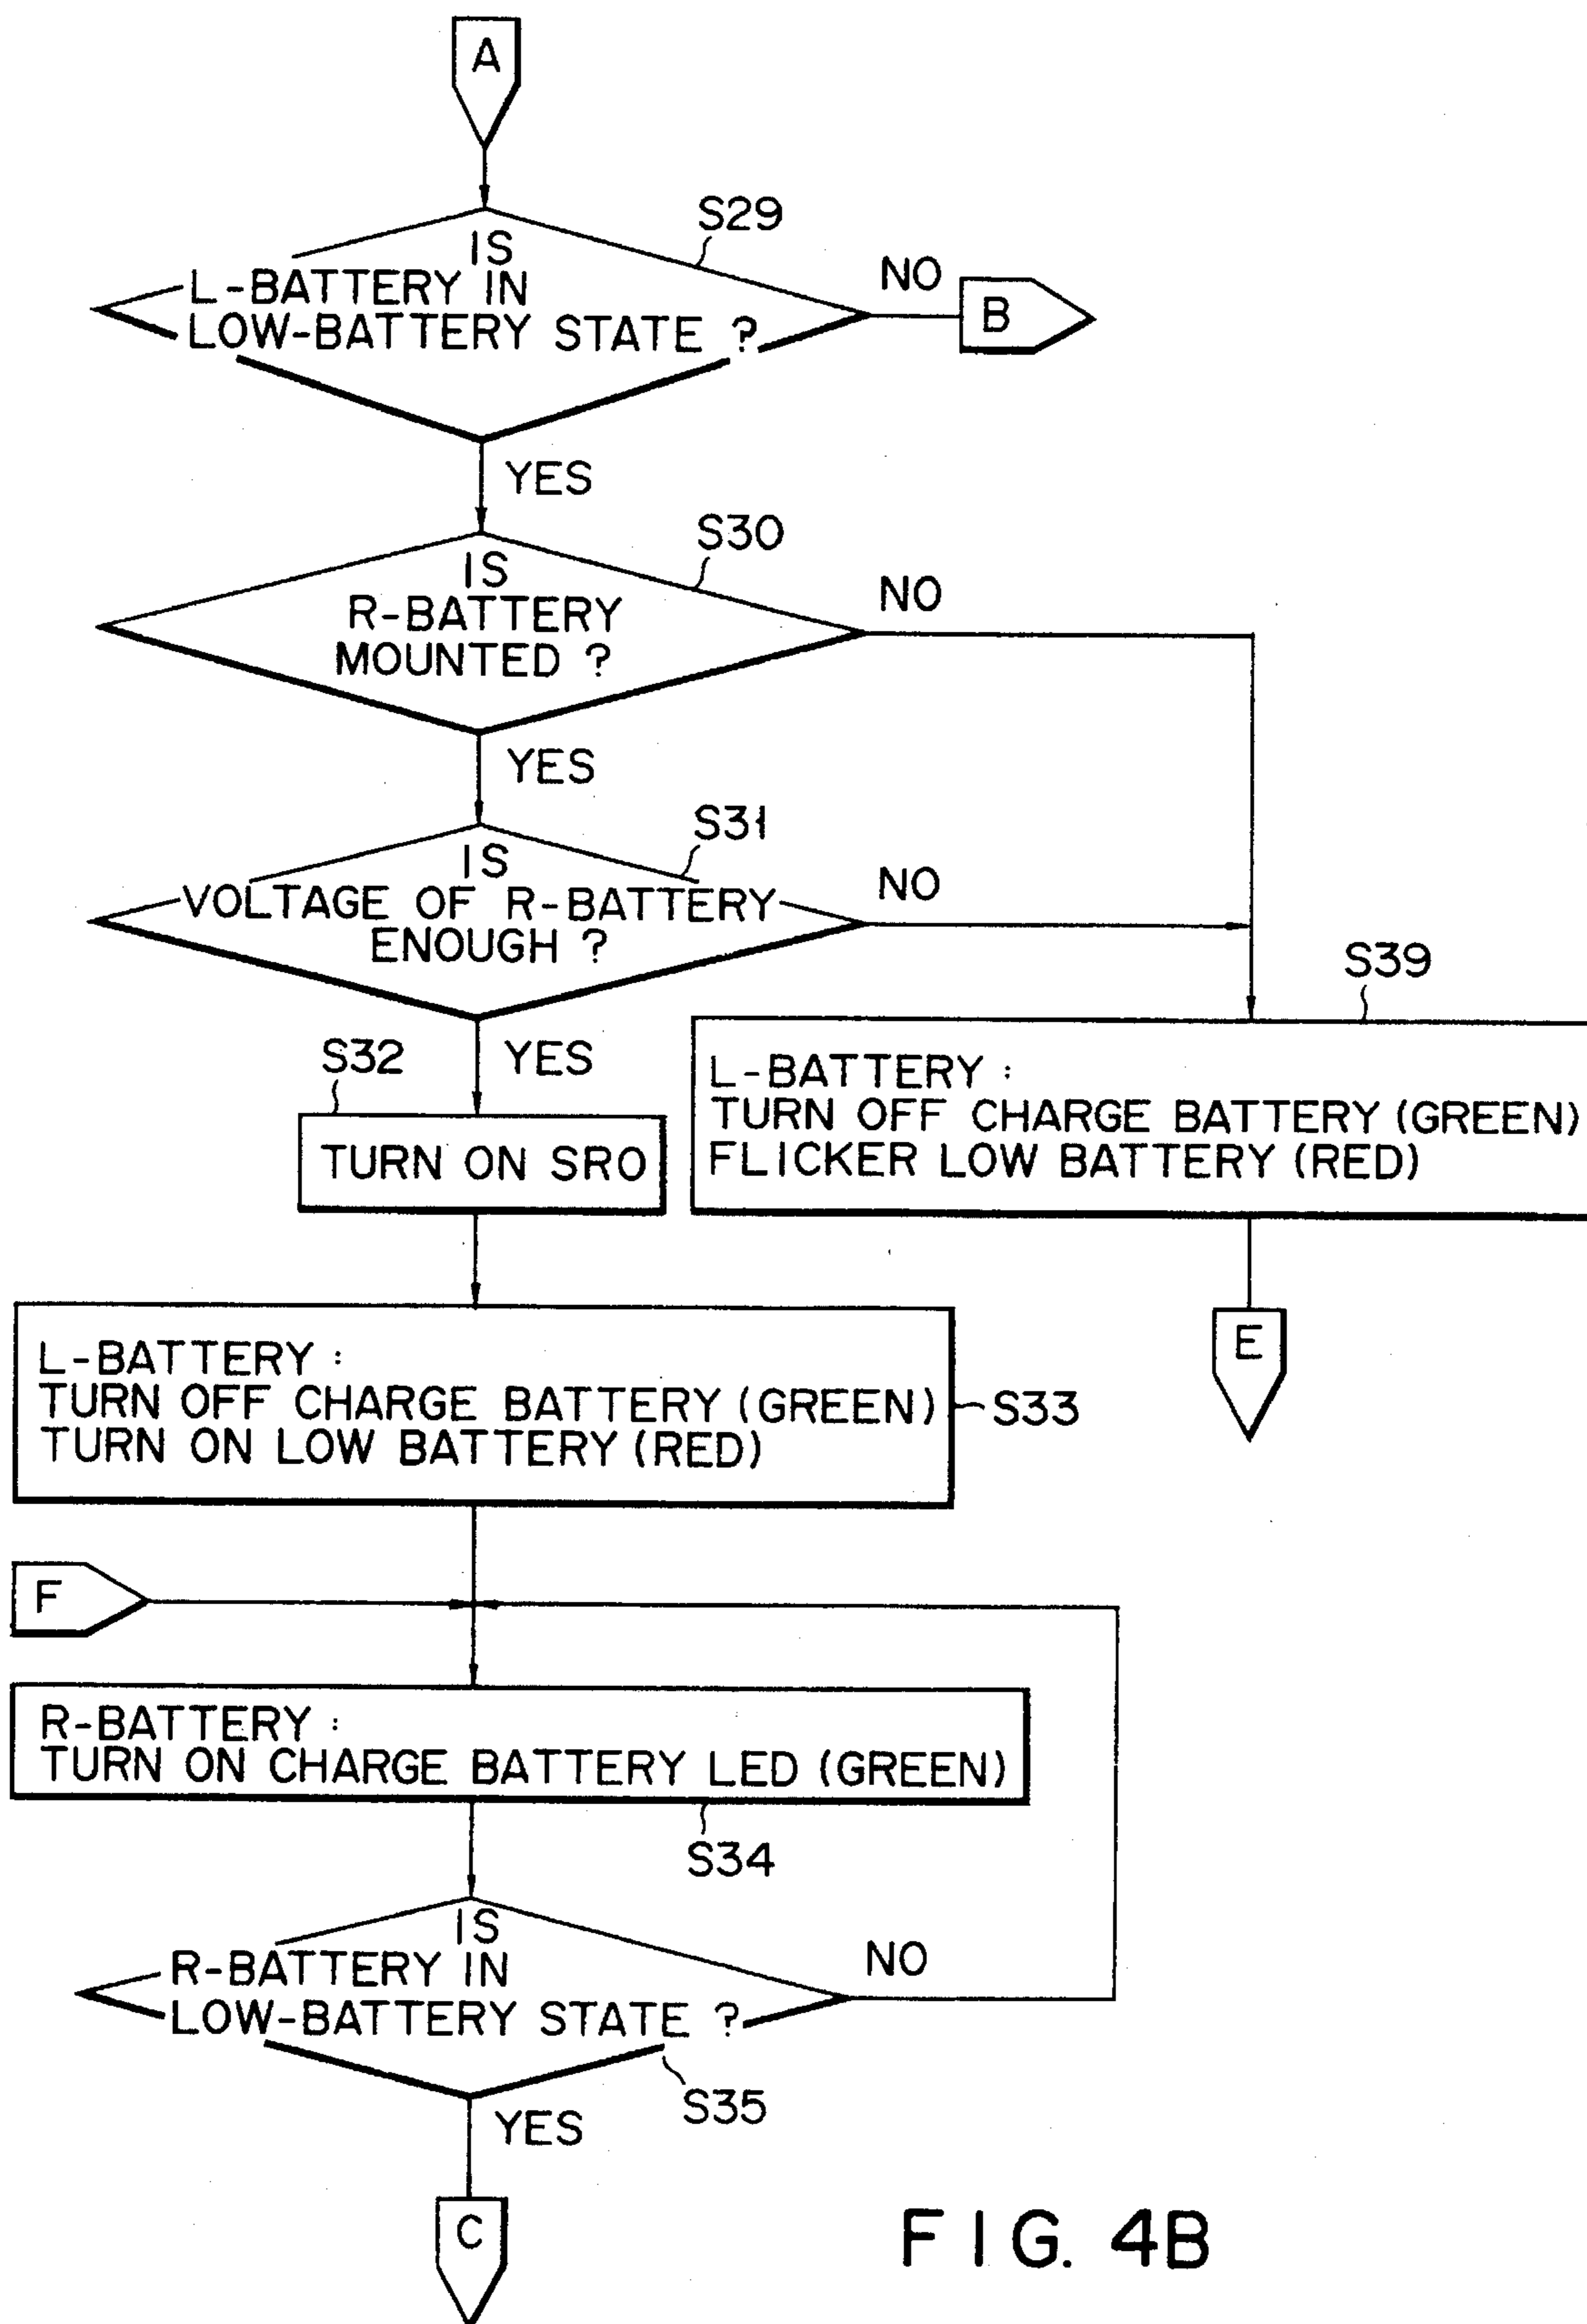 A
S29
IS
L-BATTERY IN
LOW-BATTERY STATE ?
NO
B
YES
S30
IS
R-BATTERY
MOUNTED ?
NO
YES
S31
IS
VOLTAGE OF R-BATTERY
ENOUGH ?
NO
YES
S32
TURN ON SRO
S39
L-BATTERY :
TURN OFF CHARGE BATTERY (GREEN)
FLICKER LOW BATTERY (RED)
E
L-BATTERY :
TURN OFF CHARGE BATTERY (GREEN)
TURN ON LOW BATTERY (RED)
S33
F
R-BATTERY :
TURN ON CHARGE BATTERY LED (GREEN)
S34
IS
R-BATTERY IN
LOW-BATTERY STATE ?
NO
S35
YES
C
FIG. 4B